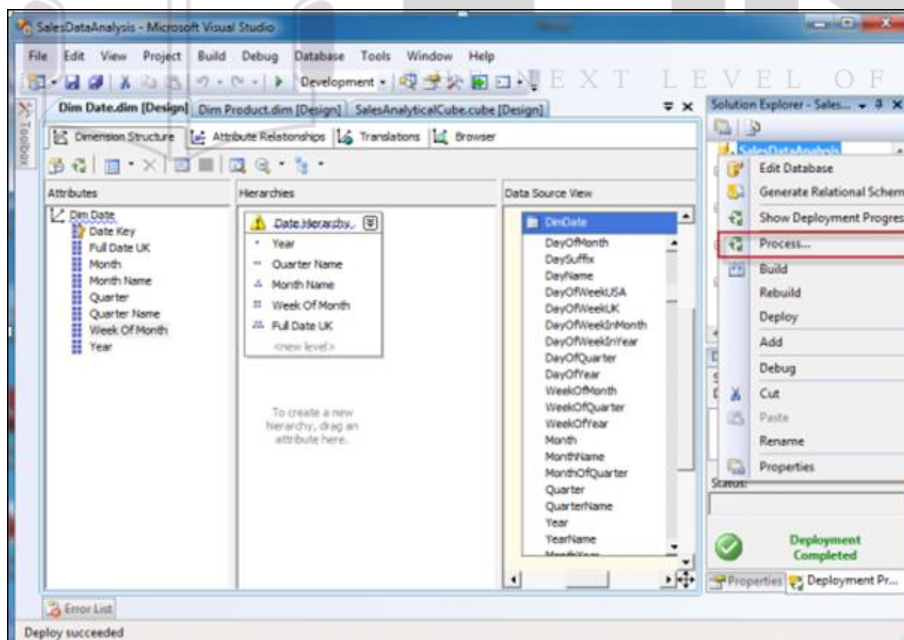 SalesDataAnalysis - Microsoft Visual Studio
File Edit View Project Build Debug Database Tools Window Help
Development
NEXT LEVEL OF
Toolbox
Dim Date.dim [Design] Dim Product.dim [Design] SalesAnalyticalCube.cube [Design]
Dimension Structure Attribute Relationships Translations Browser
Attributes
Dim Date
Date Key
Full Date UK
Month
Month Name
Quarter
Quarter Name
Week Of Month
Year
Hierarchies
Date Hierarchy
Year
Quarter Name
Month Name
Week Of Month
Full Date UK
<new level>
To create a new
hierarchy, drag an
attribute here.
Data Source View
DimDate
DayOfMonth
DaySuffix
DayName
DayOfWeekUSA
DayOfWeekUK
DayOfWeekInMonth
DayOfWeekInYear
DayOfQuarter
DayOfYear
WeekOfMonth
WeekOfQuarter
WeekOfYear
Month
MonthName
MonthOfQuarter
Quarter
QuarterName
Year
YearName
MonthYear
Solution Explorer - Sales...
SalesDataAnalysis
Edit Database
Generate Relational Schem
Show Deployment Progres
Process...
Build
Rebuild
Deploy
Add
Debug
Cut
Paste
Rename
Properties
Status:
Deployment
Completed
Properties Deployment Pr...
Error List
Deploy succeeded